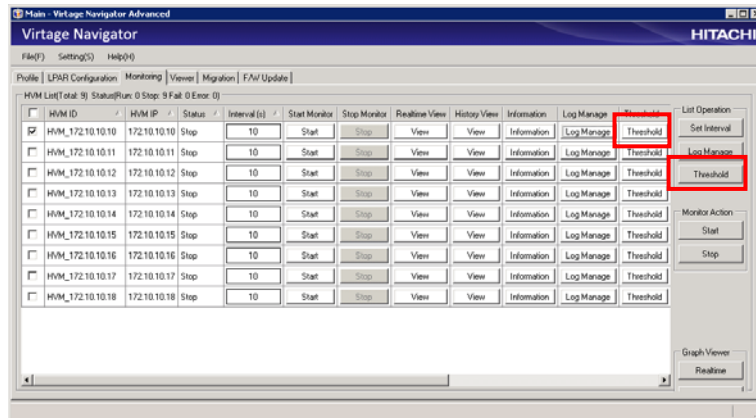 Main - Virtage Navigator Advanced
Virtage Navigator HITACHI
File(F) Setting(S) Help(H)
Profile LPAR Configuration Monitoring Viewer Migration F/W Update
HVM List(Total: 9) Status(Run: 0 Stop: 9 Fail: 0 Error: 0)
HVM ID HVM IP Status Interval (s) Start Monitor Stop Monitor Realtime View History View Information Log Manage Threshold
HVM_172.10.10.10 172.10.10.10 Stop 10 Start Stop View View Information Log Manage Threshold
HVM_172.10.10.11 172.10.10.11 Stop 10 Start Stop View View Information Log Manage Threshold
HVM_172.10.10.12 172.10.10.12 Stop 10 Start Stop View View Information Log Manage Threshold
HVM_172.10.10.13 172.10.10.13 Stop 10 Start Stop View View Information Log Manage Threshold
HVM_172.10.10.14 172.10.10.14 Stop 10 Start Stop View View Information Log Manage Threshold
HVM_172.10.10.15 172.10.10.15 Stop 10 Start Stop View View Information Log Manage Threshold
HVM_172.10.10.16 172.10.10.16 Stop 10 Start Stop View View Information Log Manage Threshold
HVM_172.10.10.17 172.10.10.17 Stop 10 Start Stop View View Information Log Manage Threshold
HVM_172.10.10.18 172.10.10.18 Stop 10 Start Stop View View Information Log Manage Threshold
List Operation
Set Interval
Log Manage
Threshold
Monitor Action
Start
Stop
Graph Viewer
Realtime